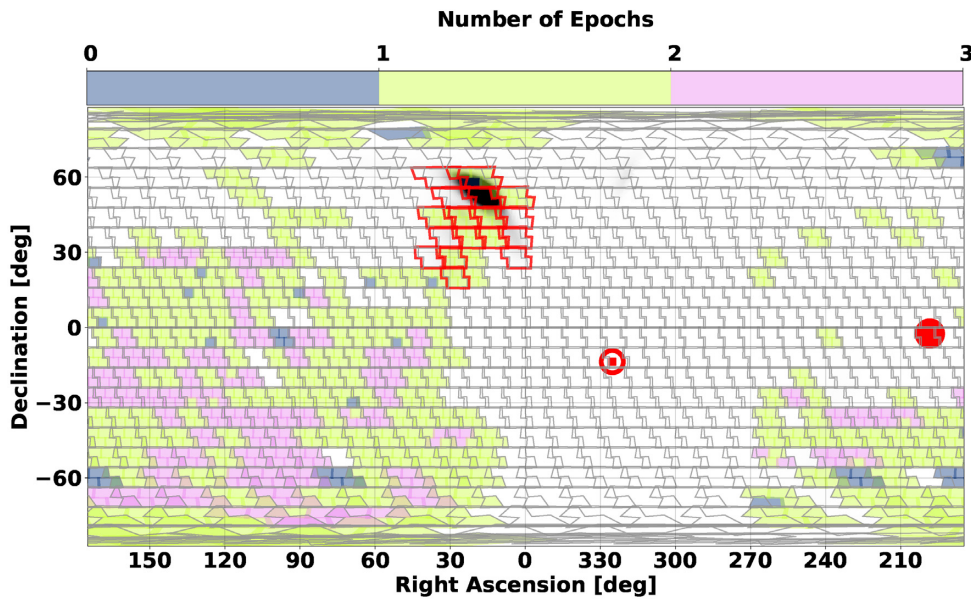 Number of Epochs
0 1 2 3
Declination [deg]
60
30
0
−30
−60
150 120 90 60 30 0 330 300 270 240 210
Right Ascension [deg]